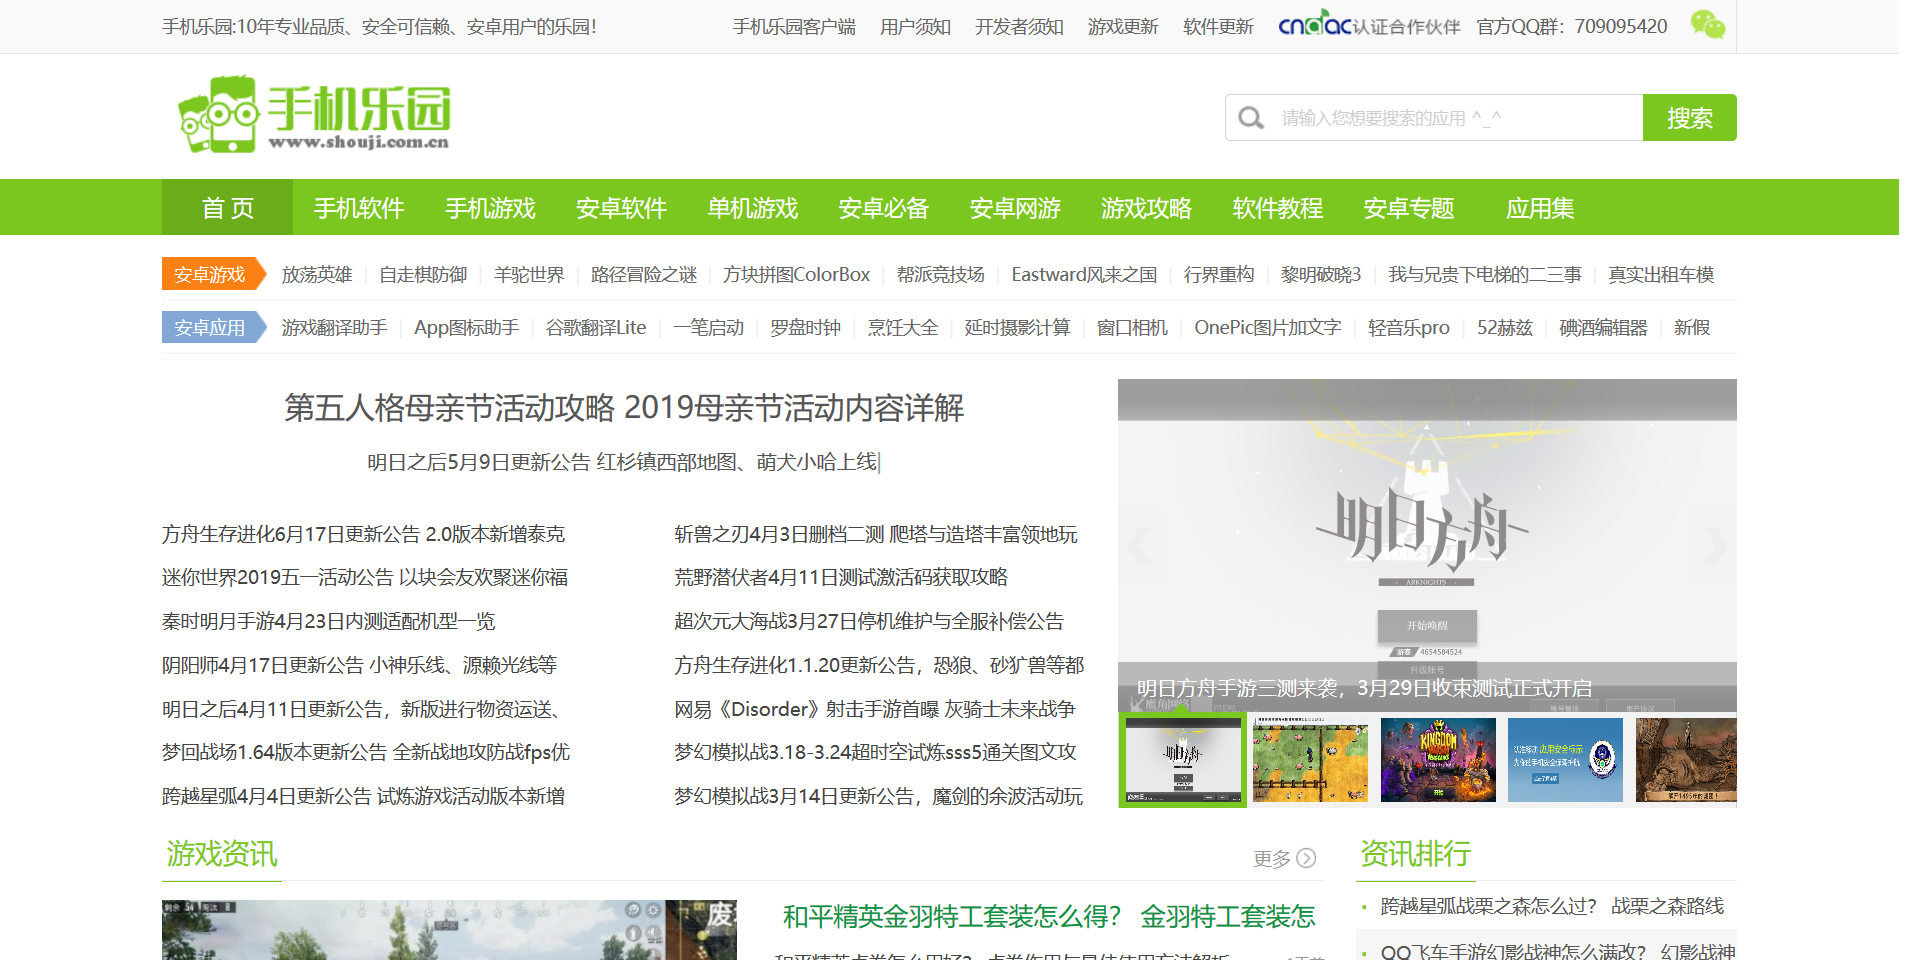 手机乐园:10年专业品质、安全可信赖、安卓用户的乐园！
手机乐园客户端 用户须知 开发者须知 游戏更新 软件更新 cndac认证合作伙伴 官方QQ群：709095420
手机乐园
www.shouji.com.cn
请输入您想要搜索的应用 ^_^ 搜索
首 页 手机软件 手机游戏 安卓软件 单机游戏 安卓必备 安卓网游 游戏攻略 软件教程 安卓专题 应用集
安卓游戏 放荡英雄 自走棋防御 羊驼世界 路径冒险之谜 方块拼图ColorBox 帮派竞技场 Eastward风来之国 行界重构 黎明破晓3 我与兄贵下电梯的二三事 真实出租车模
安卓应用 游戏翻译助手 App图标助手 谷歌翻译Lite 一笔启动 罗盘时钟 烹饪大全 延时摄影计算 窗口相机 OnePic图片加文字 轻音乐pro 52赫兹 碘酒编辑器 新假
第五人格母亲节活动攻略 2019母亲节活动内容详解
明日之后5月9日更新公告 红杉镇西部地图、萌犬小哈上线|
方舟生存进化6月17日更新公告 2.0版本新增泰克
迷你世界2019五一活动公告 以块会友欢聚迷你福
秦时明月手游4月23日内测适配机型一览
阴阳师4月17日更新公告 小神乐线、源赖光线等
明日之后4月11日更新公告，新版进行物资运送、
梦回战场1.64版本更新公告 全新战地攻防战fps优
跨越星弧4月4日更新公告 试炼游戏活动版本新增
斩兽之刃4月3日删档二测 爬塔与造塔丰富领地玩
荒野潜伏者4月11日测试激活码获取攻略
超次元大海战3月27日停机维护与全服补偿公告
方舟生存进化1.1.20更新公告，恐狼、砂犷兽等都
网易《Disorder》射击手游首曝 灰骑士未来战争
梦幻模拟战3.18-3.24超时空试炼sss5通关图文攻
梦幻模拟战3月14日更新公告，魔剑的余波活动玩
明日方舟
ARKNIGHTS
开始唤醒
游客 4654584524
升级账号
明日方舟手游三测来袭，3月29日收束测试正式开启
鹰角网络
账号管理 用户协议
明日方舟
KINGDOM
游戏资讯
更多
和平精英金羽特工套装怎么得？ 金羽特工套装怎
资讯排行
跨越星弧战栗之森怎么过？ 战栗之森路线
QQ飞车手游幻影战神怎么满改？ 幻影战神